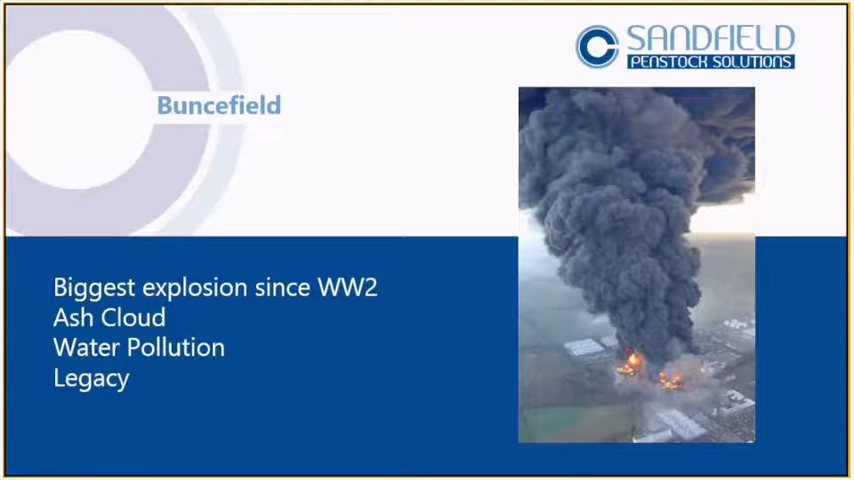 SANDFIELD
PENSTOCK SOLUTIONS
Buncefield
Biggest explosion since WW2
Ash Cloud
Water Pollution
Legacy